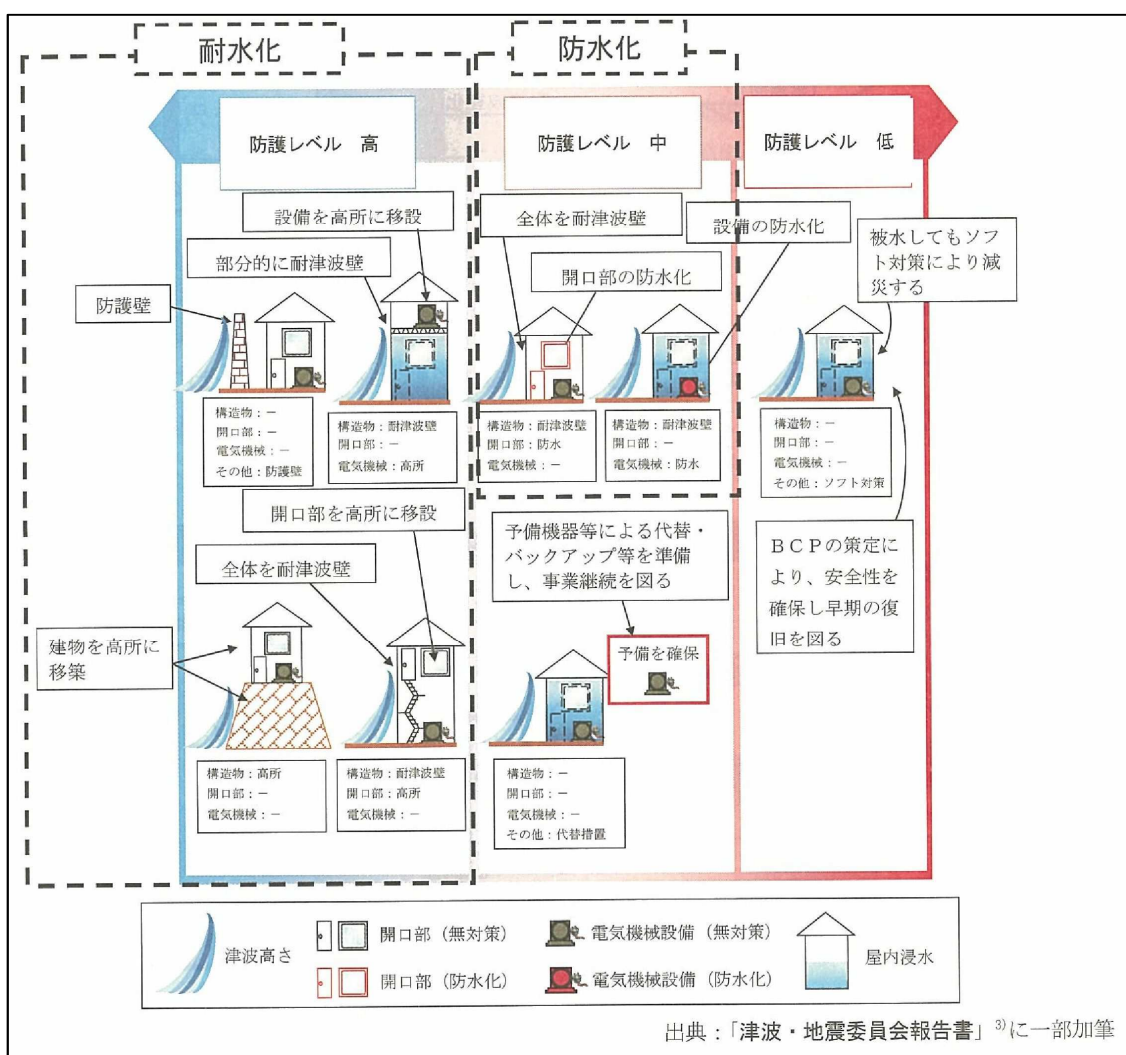 耐水化
防水化
防護レベル 高
防護レベル 中
防護レベル 低
設備を高所に移設
部分的に耐津波壁
防護壁
全体を耐津波壁
開口部の防水化
設備の防水化
被水してもソフ
ト対策により減
災する
構造物：－
開口部：－
電気機械：－
その他：防護壁
構造物：耐津波壁
開口部：－
電気機械：高所
構造物：耐津波壁
開口部：防水
電気機械：－
構造物：耐津波壁
開口部：－
電気機械：防水
構造物：－
開口部：－
電気機械：－
その他：ソフト対策
開口部を高所に移設
全体を耐津波壁
建物を高所に
移築
予備機器等による代替・
バックアップ等を準備
し、事業継続を図る
予備を確保
ＢＣＰの策定に
より、安全性を
確保し早期の復
旧を図る
構造物：高所
開口部：－
電気機械：－
構造物：耐津波壁
開口部：高所
電気機械：－
構造物：－
開口部：－
電気機械：－
その他：代替措置
津波高さ
開口部（無対策）
開口部（防水化）
電気機械設備（無対策）
電気機械設備（防水化）
屋内浸水
出典：「津波・地震委員会報告書」3)に一部加筆